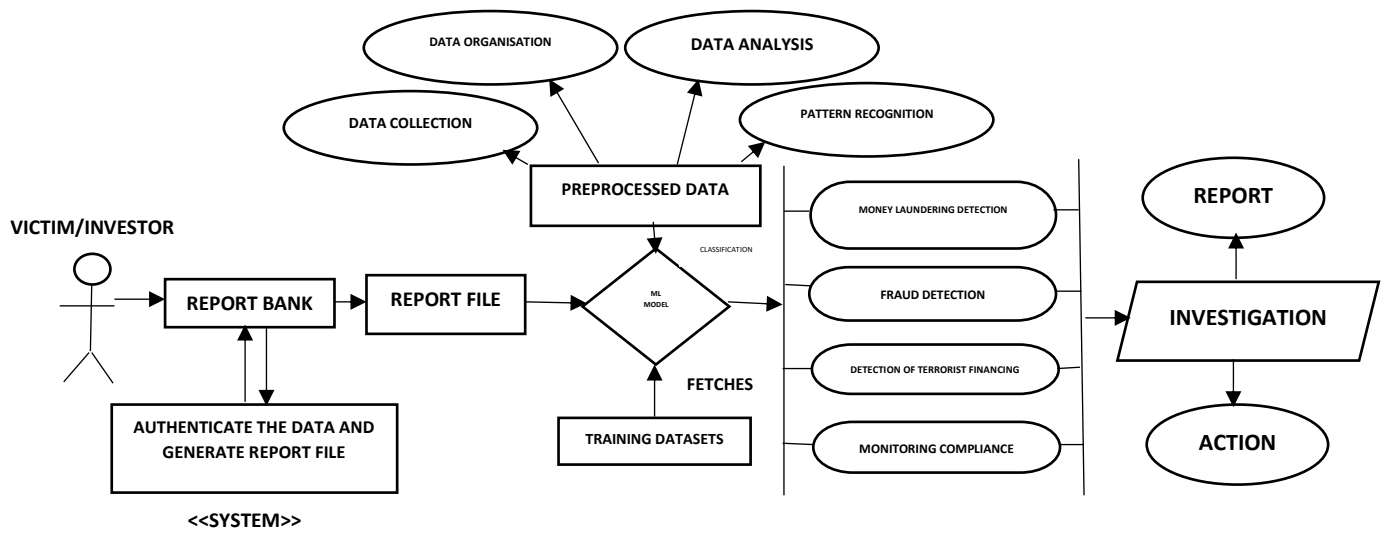 DATA ORGANISATION
DATA ANALYSIS
DATA COLLECTION
PATTERN RECOGNITION
PREPROCESSED DATA
VICTIM/INVESTOR
REPORT BANK
REPORT FILE
ML
MODEL
CLASSIFICATION
MONEY LAUNDERING DETECTION
FRAUD DETECTION
DETECTION OF TERRORIST FINANCING
MONITORING COMPLIANCE
REPORT
INVESTIGATION
ACTION
FETCHES
TRAINING DATASETS
AUTHENTICATE THE DATA AND
GENERATE REPORT FILE
<<SYSTEM>>